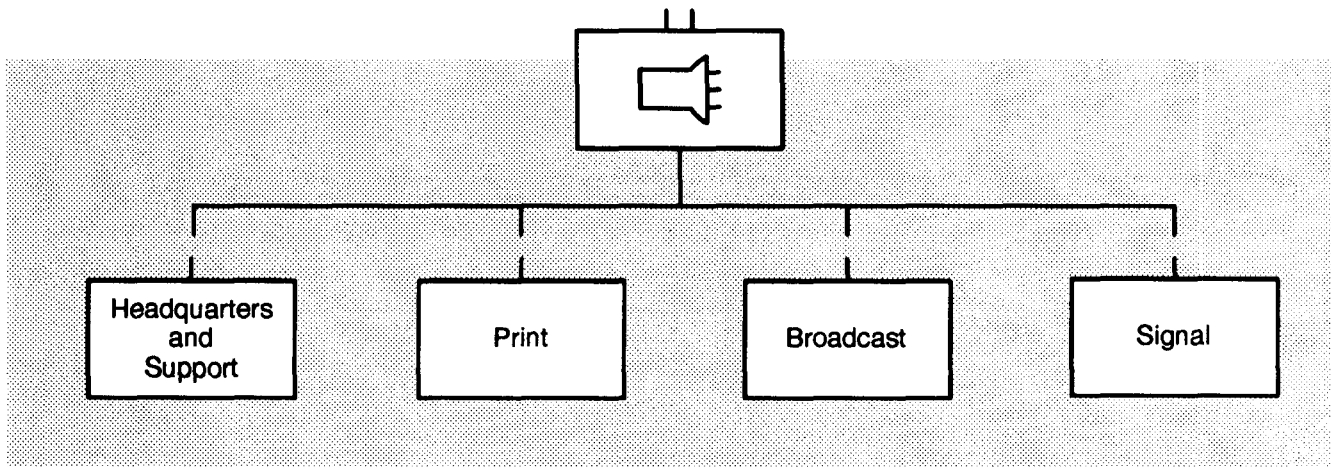 Headquarters
and
Support
Print
Broadcast
Signal